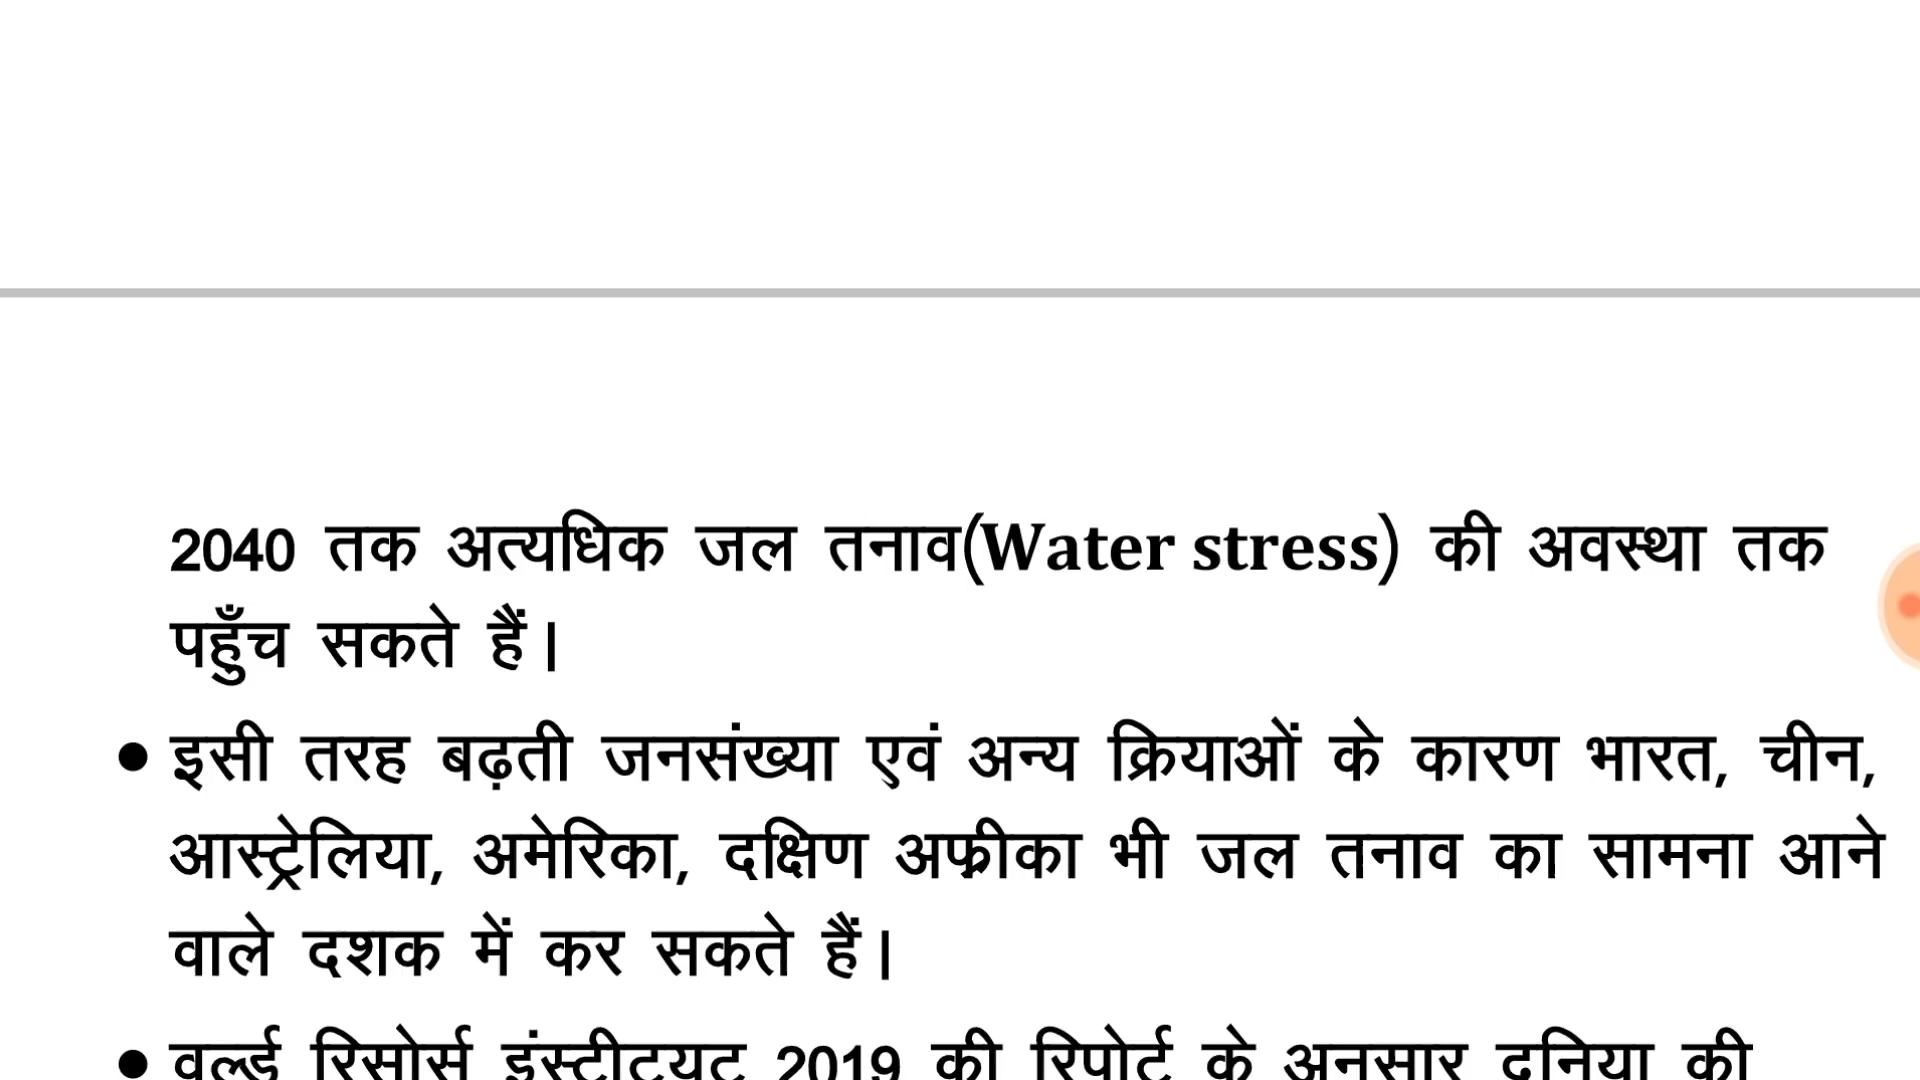 2040 तक अत्यधिक जल तनाव(Water stress) की अवस्था तक
पहुँच सकते हैं।
• इसी तरह बढ़ती जनसंख्या एवं अन्य क्रियाओं के कारण भारत, चीन,
आस्ट्रेलिया, अमेरिका, दक्षिण अफ्रीका भी जल तनाव का सामना आने
वाले दशक में कर सकते हैं।
• वर्ल्ड रिसोर्स इंस्टीटयूट 2019 की रिपोर्ट के अनुसार दुनिया की